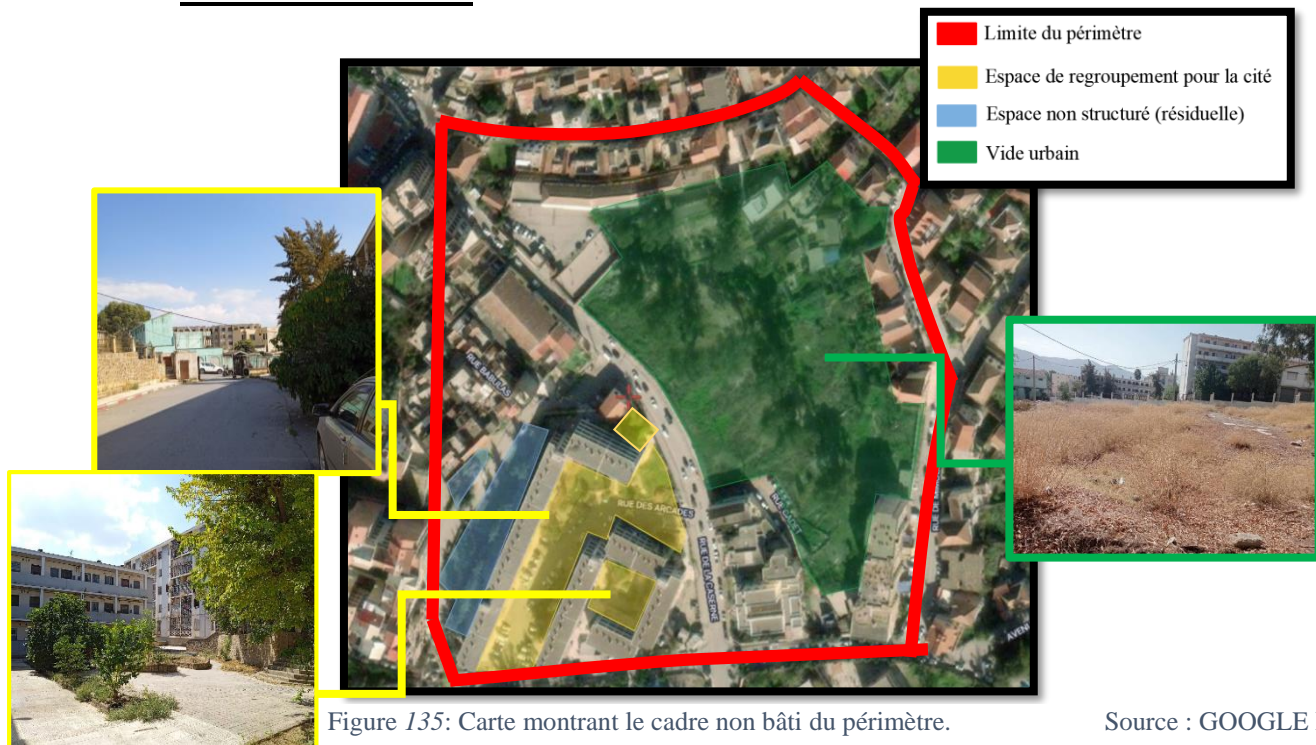 Limite du périmètre
Espace de regroupement pour la cité
Espace non structuré (résiduelle)
Vide urbain
RUE DES ARCADES
RUE DE LA CASERNE
AVEN
Figure 135: Carte montrant le cadre non bâti du périmètre.
Source : GOOGLE